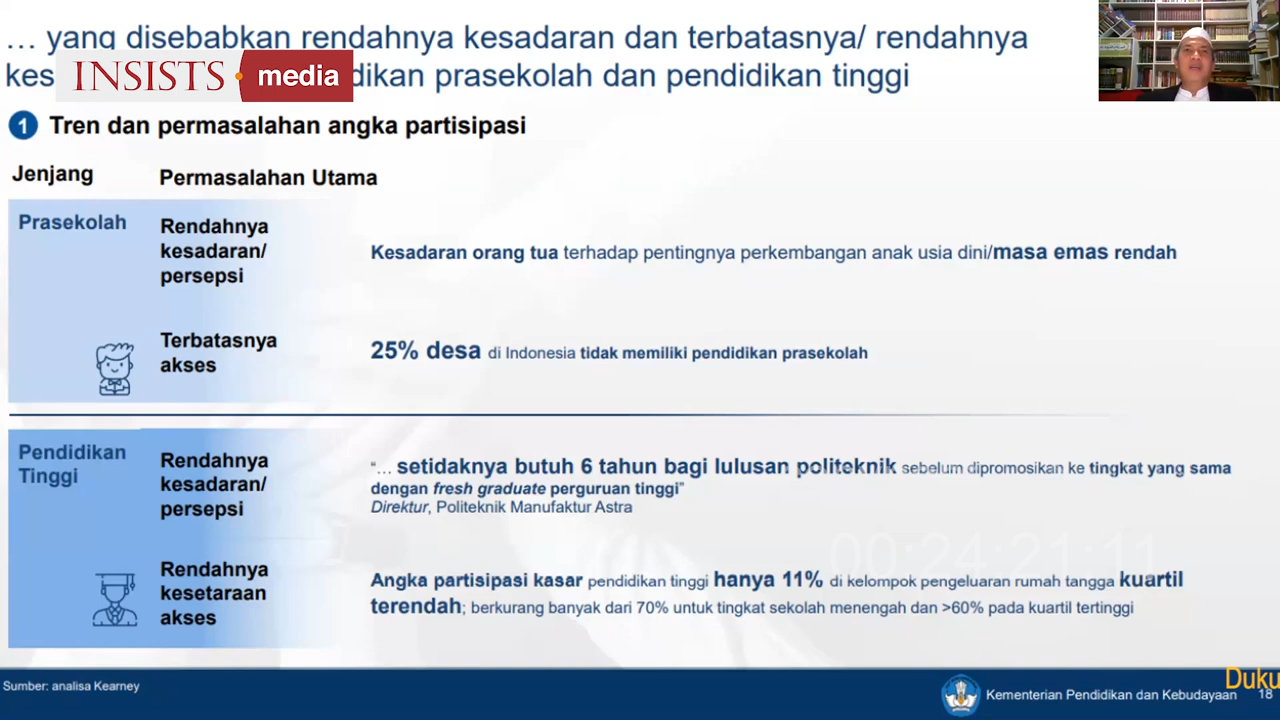 … yang disebabkan rendahnya kesadaran dan terbatasnya/ rendahnya
kes
INSISTS media
dikan prasekolah dan pendidikan tinggi
1 Tren dan permasalahan angka partisipasi
Jenjang Permasalahan Utama
Prasekolah
Rendahnya
kesadaran/
persepsi
Kesadaran orang tua terhadap pentingnya perkembangan anak usia dini/masa emas rendah
Terbatasnya
akses
25% desa di Indonesia tidak memiliki pendidikan prasekolah
Pendidikan
Tinggi
Rendahnya
kesadaran/
persepsi
“… setidaknya butuh 6 tahun bagi lulusan politeknik sebelum dipromosikan ke tingkat yang sama
dengan fresh graduate perguruan tinggi”
Direktur, Politeknik Manufaktur Astra
00:24:21:11
Rendahnya
kesetaraan
akses
Angka partisipasi kasar pendidikan tinggi hanya 11% di kelompok pengeluaran rumah tangga kuartil
terendah; berkurang banyak dari 70% untuk tingkat sekolah menengah dan >60% pada kuartil tertinggi
Sumber: analisa Kearney
Kementerian Pendidikan dan Kebudayaan
Duku
18